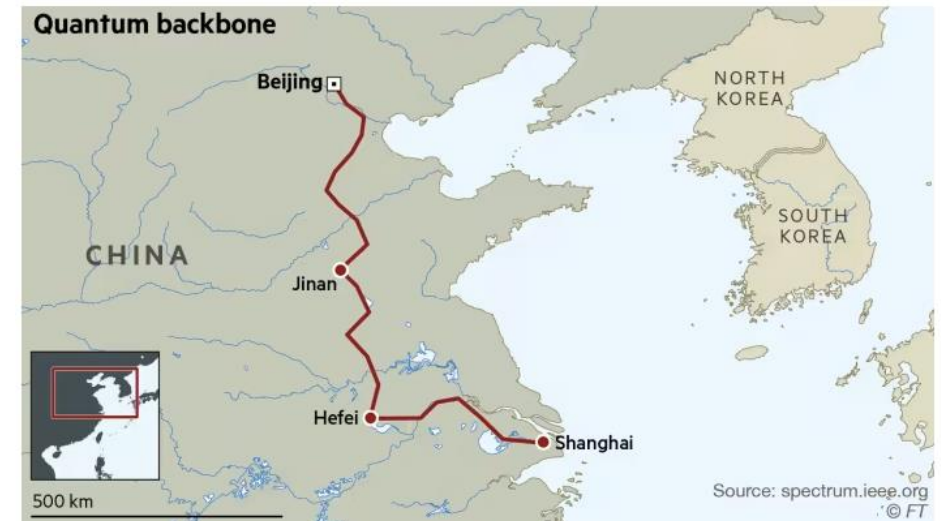 Quantum backbone
Beijing
NORTH
KOREA
SOUTH
KOREA
CHINA
Jinan
Hefei
Shanghai
500 km
Source: spectrum.ieee.org
© FT